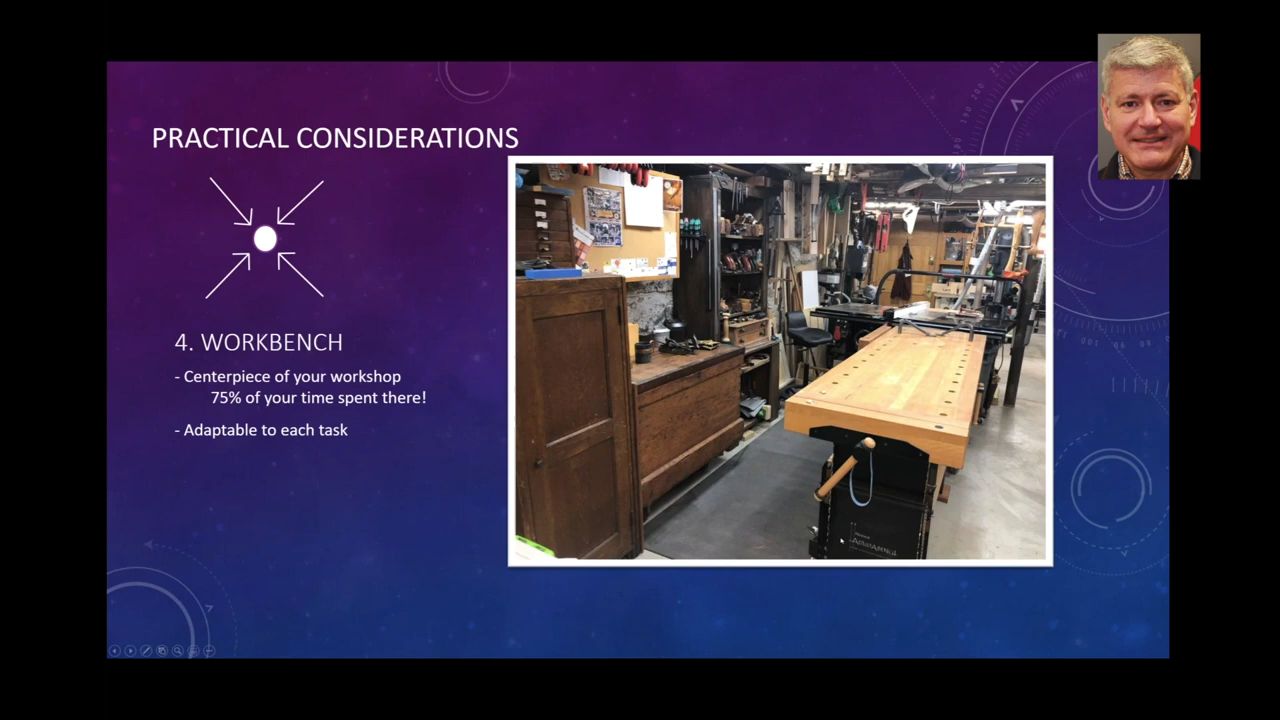 PRACTICAL CONSIDERATIONS
4. WORKBENCH
- Centerpiece of your workshop
75% of your time spent there!
- Adaptable to each task